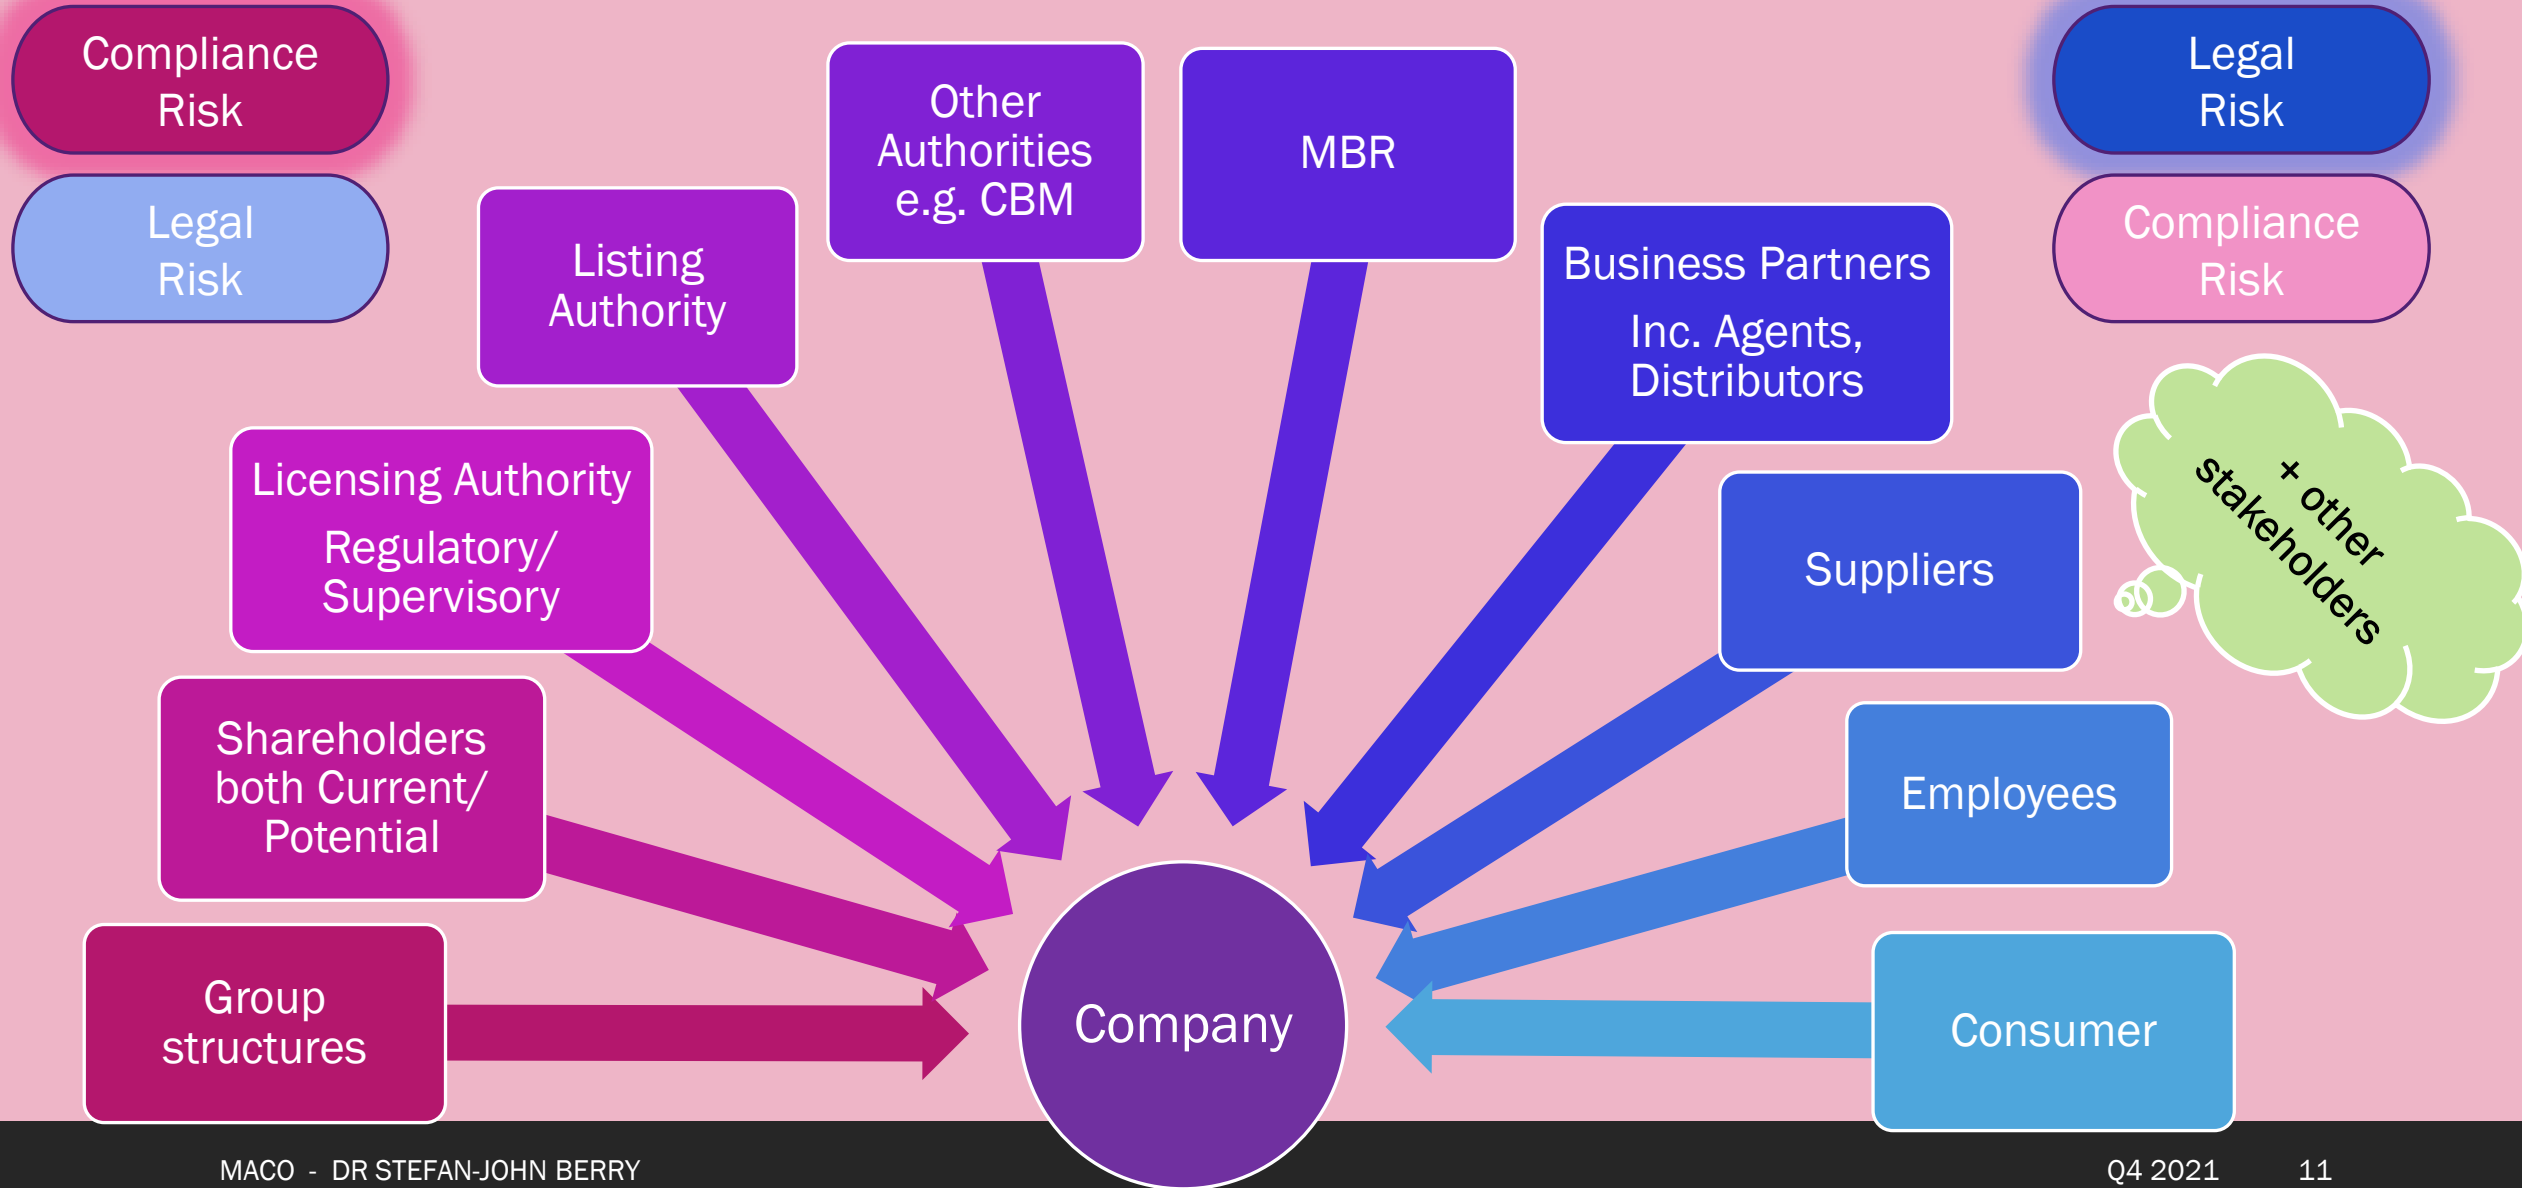 Compliance
Risk
Legal
Risk
Other
Authorities
e.g. CBM
MBR
Legal
Risk
Compliance
Risk
Listing
Authority
Business Partners
Inc. Agents,
Distributors
Licensing Authority
Regulatory/
Supervisory
Suppliers
+ other
stakeholders
Shareholders
both Current/
Potential
Employees
Group
structures
Company
Consumer
MACO - DR STEFAN-JOHN BERRY
Q4 2021 11